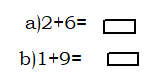 a)2+6=
b)1+9=